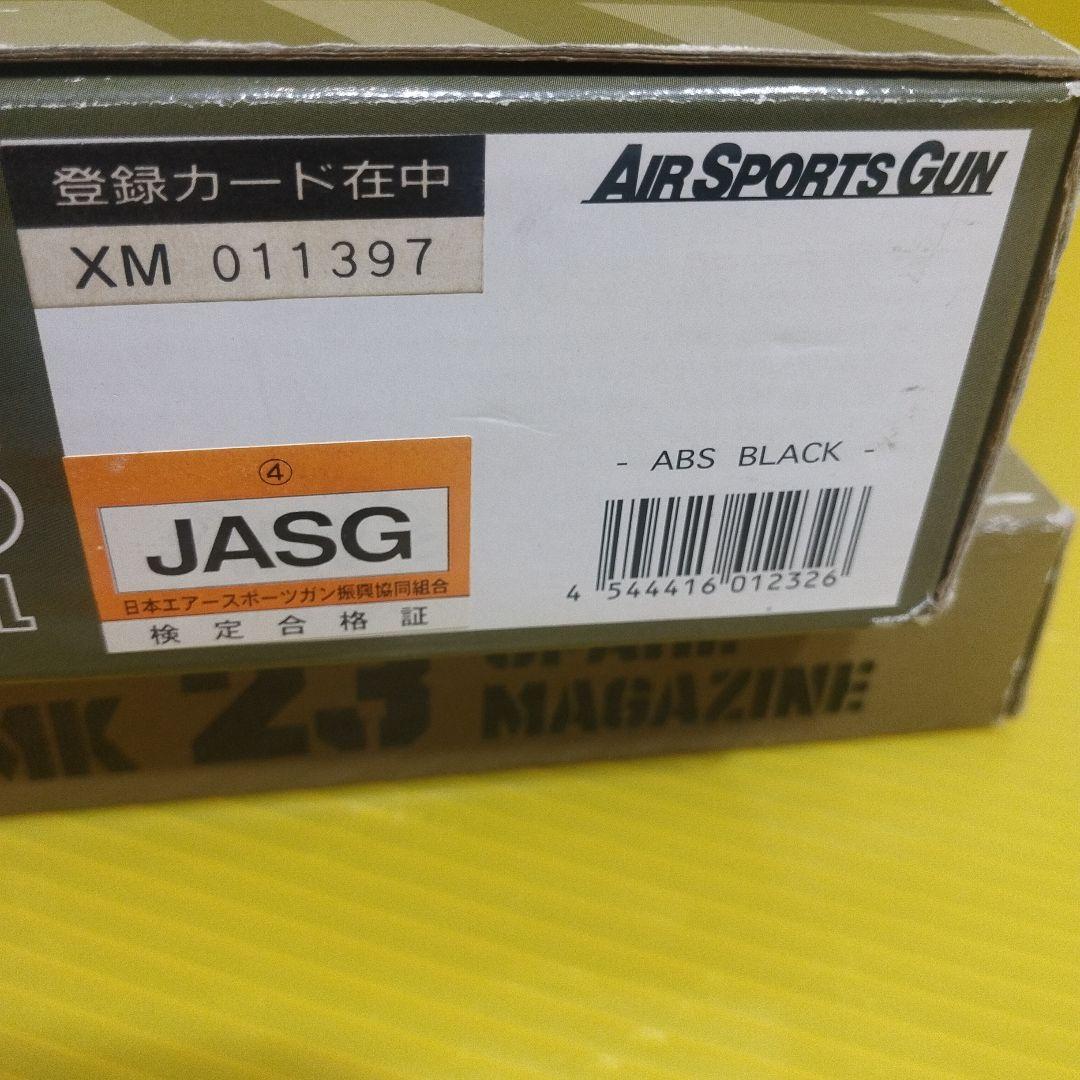 登録カード在中
XM 011397
AIR SPORTS GUN
④
JASG
日本エアースポーツガン振興協同組合
検定合格証
- ABS BLACK -
4 544416 012326
MK 23
MAGAZINE